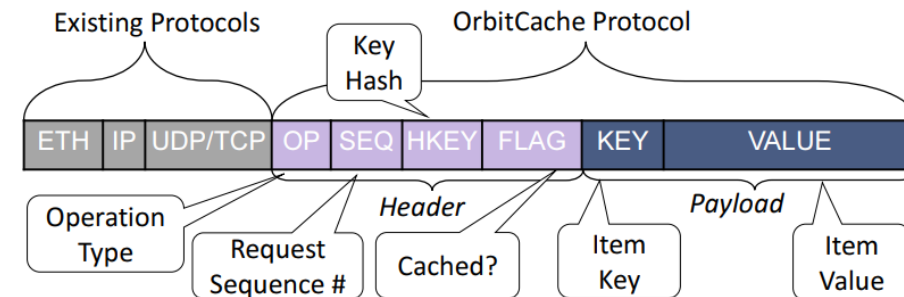 Existing Protocols
OrbitCache Protocol
Key
Hash
ETH IP UDP/TCP OP SEQ HKEY FLAG KEY VALUE
Header
Payload
Operation
Type
Request
Sequence #
Cached?
Item
Key
Item
Value